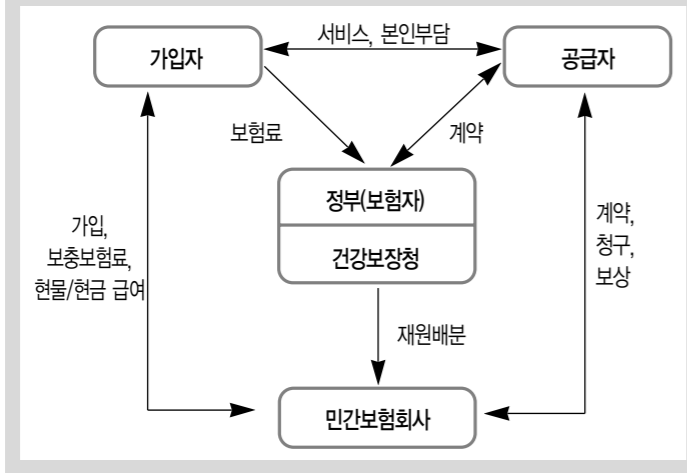 서비스, 본인부담
가입자
공급자
보험료
계약
정부(보험자)
건강보장청
가입,
보충보험료,
현물/현금 급여
계약,
청구,
보상
재원배분
민간보험회사